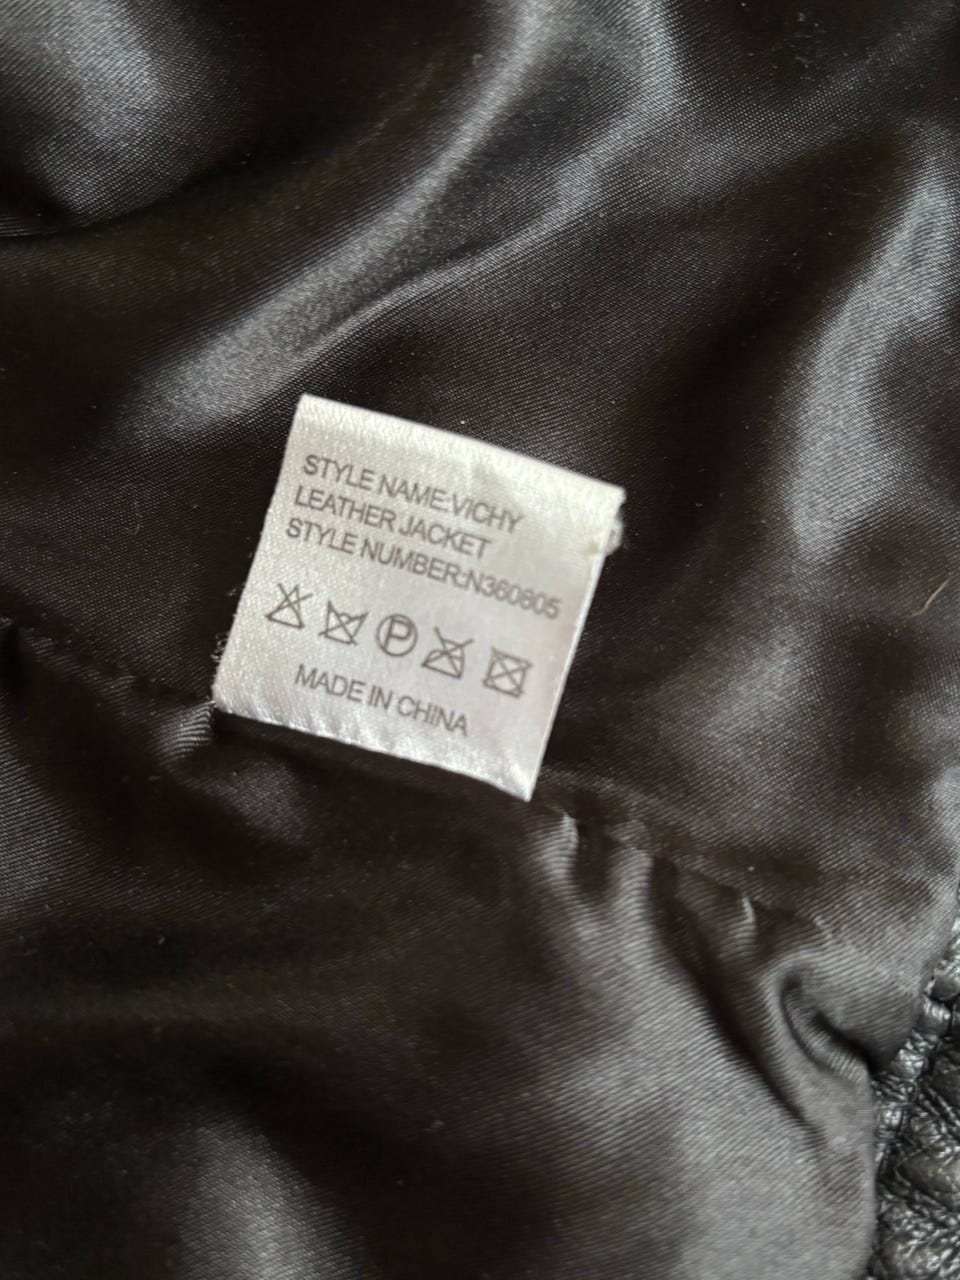 STYLE NAME:VICHY
LEATHER JACKET
STYLE NUMBER:N360805
P
MADE IN CHINA